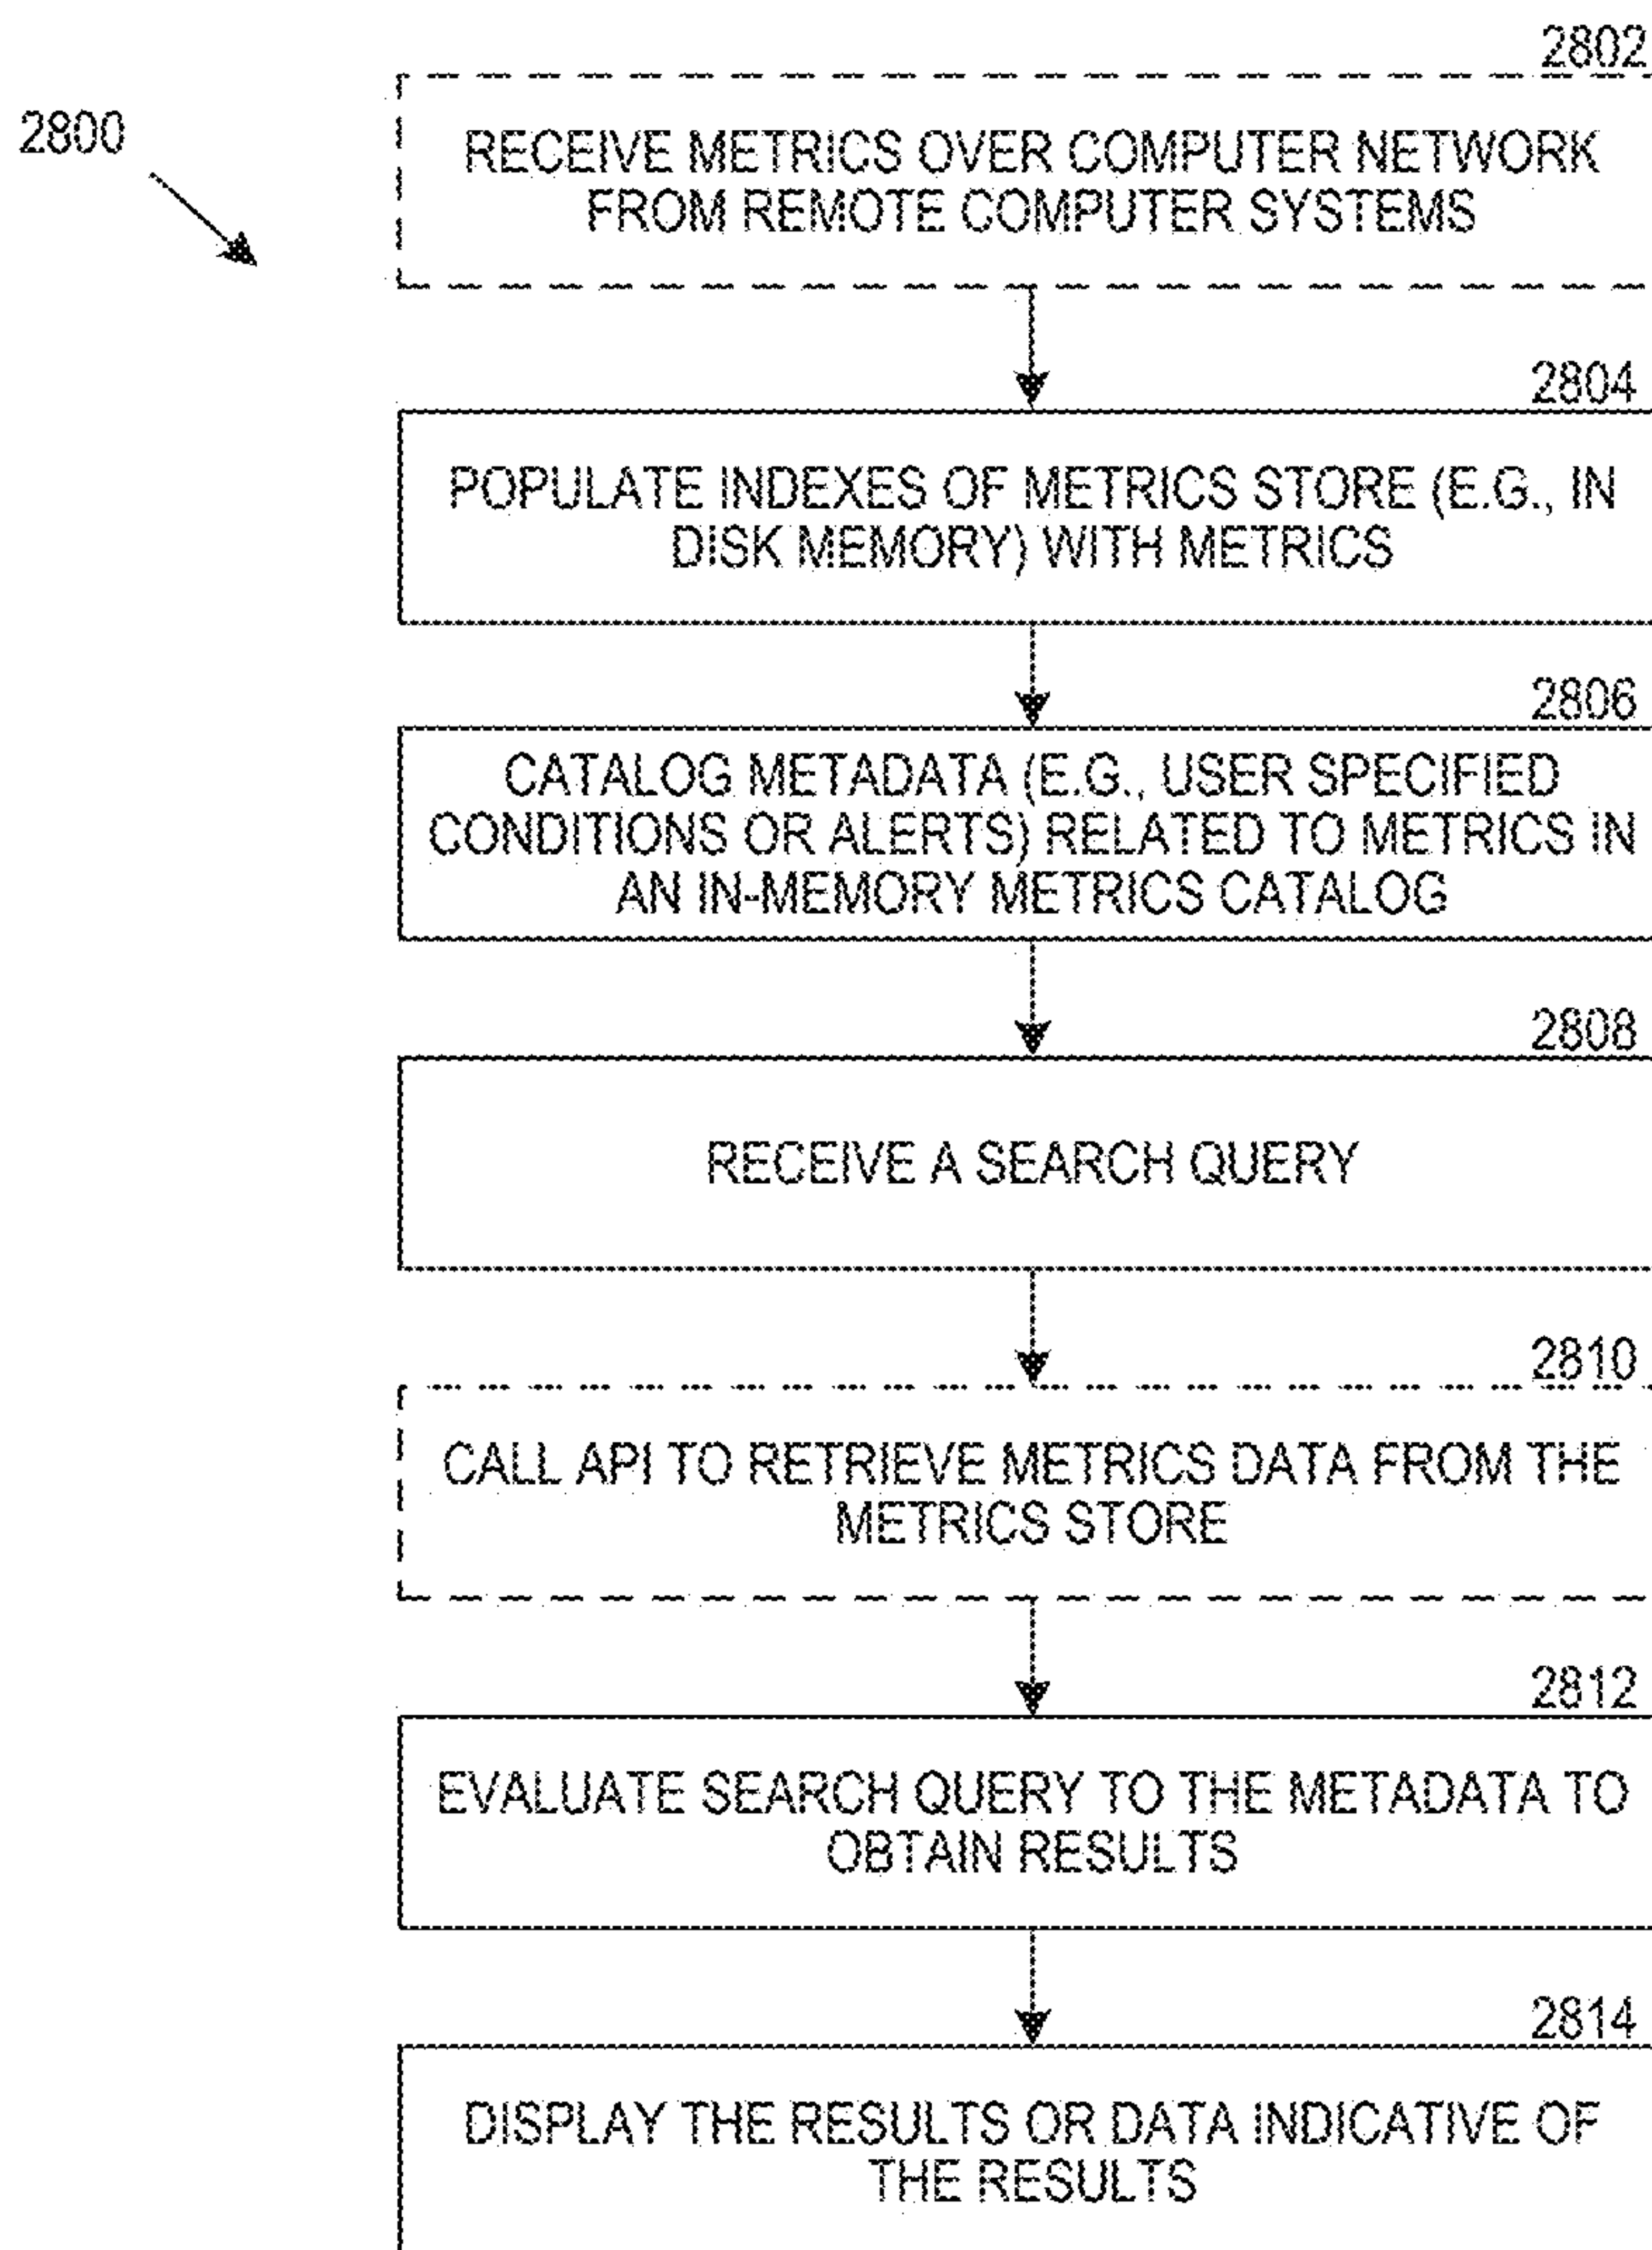 2802
2800
RECEIVE METRICS OVER COMPUTER NETWORK
FROM REMOTE COMPUTER SYSTEMS
2804
POPULATE INDEXES OF METRICS STORE (E.G., IN
DISK MEMORY) WITH METRICS
2806
CATALOG METADATA (E.G., USER SPECIFIED
CONDITIONS OR ALERTS) RELATED TO METRICS IN
AN IN-MEMORY METRICS CATALOG
2808
RECEIVE A SEARCH QUERY
2810
CALL API TO RETRIEVE METRICS DATA FROM THE
METRICS STORE
2812
EVALUATE SEARCH QUERY TO THE METADATA TO
OBTAIN RESULTS
2814
DISPLAY THE RESULTS OR DATA INDICATIVE OF
THE RESULTS